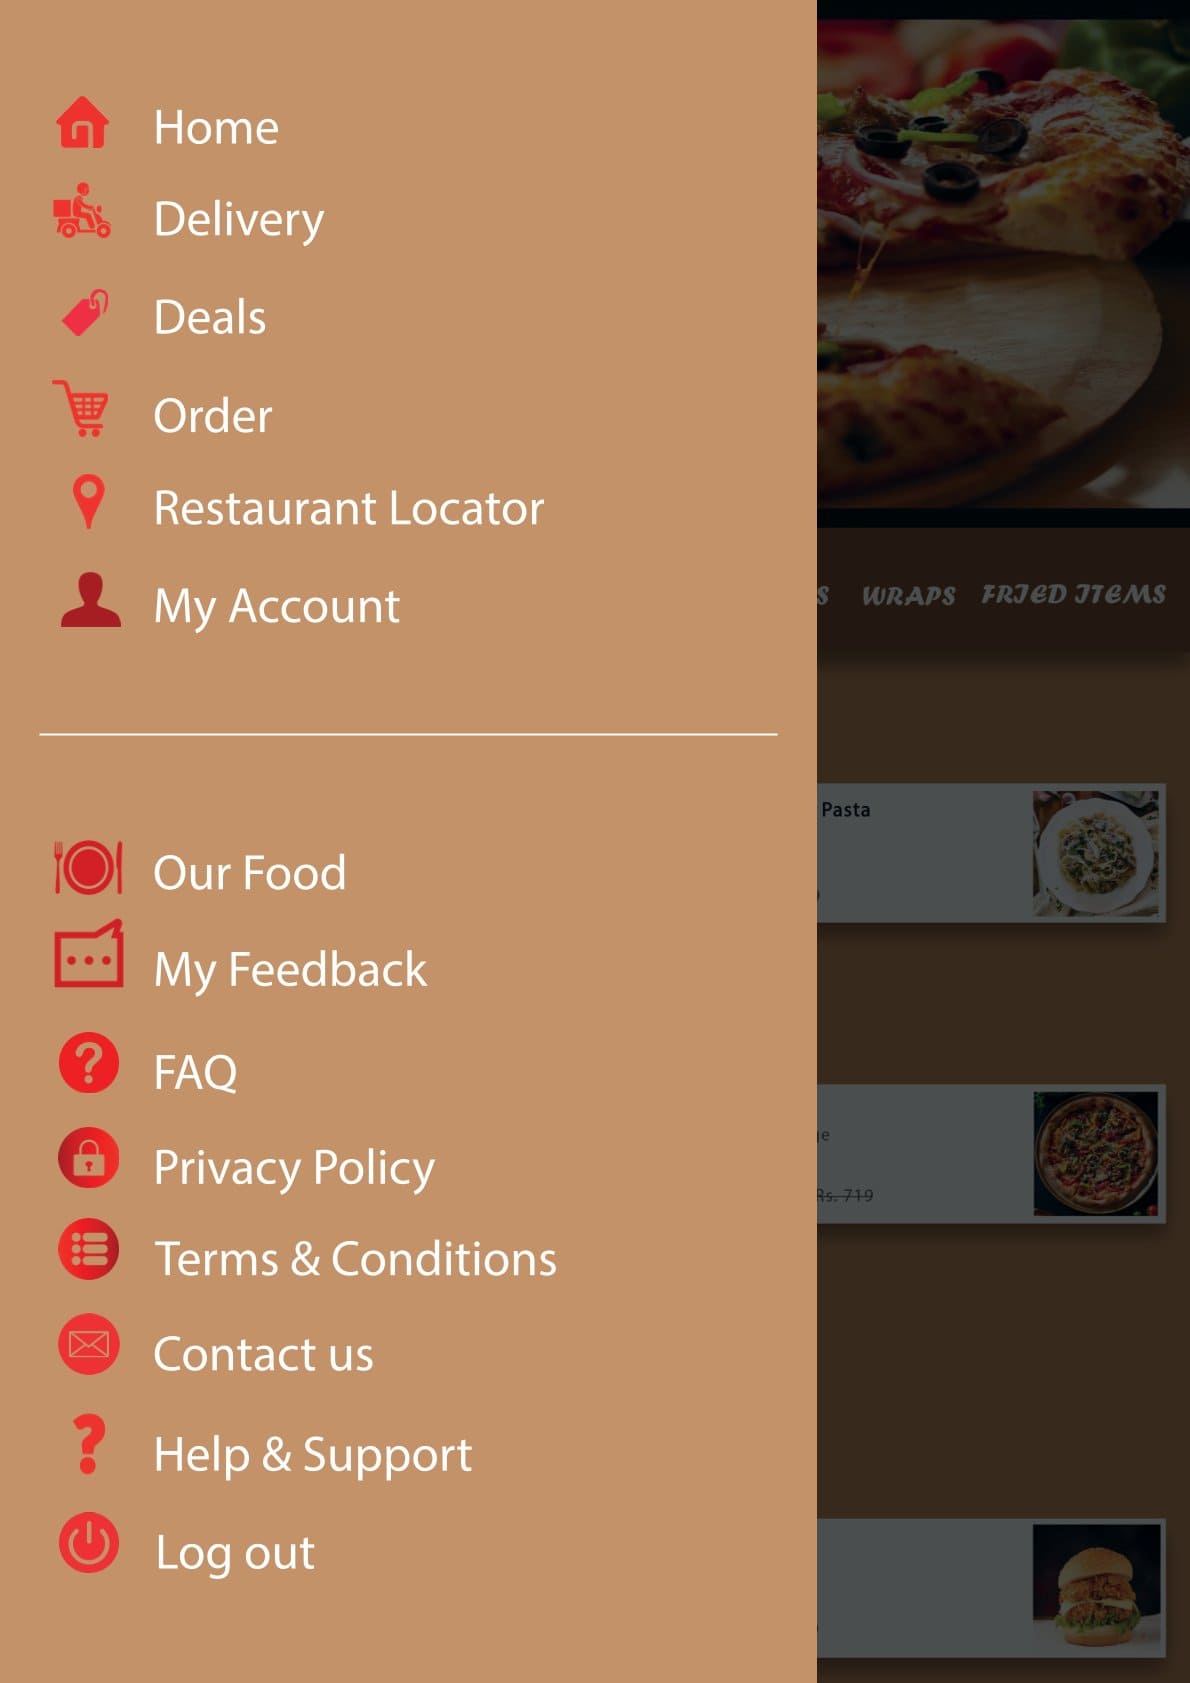 Home
Delivery
Deals
Order
Restaurant Locator
My Account
Our Food
My Feedback
FAQ
Privacy Policy
Terms & Conditions
Contact us
Help & Support
Log out
WRAPS FRIED ITEMS
Pasta
Rs. 719